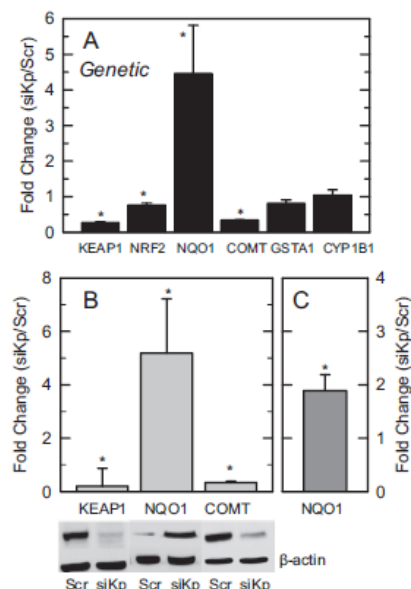 A
Genetic
Fold Change (siKp/Scr)
6
5
4
3
2
1
0
*
*
*
*
KEAP1 NRF2 NQO1 COMT GSTA1 CYP1B1
B
Fold Change (siKp/Scr)
8
6
4
2
0
*
*
*
KEAP1 NQO1 COMT
C
*
4
3
2
1
0
Fold Change (siKp/Scr)
NQO1
β-actin
Scr siKp Scr siKp Scr siKp